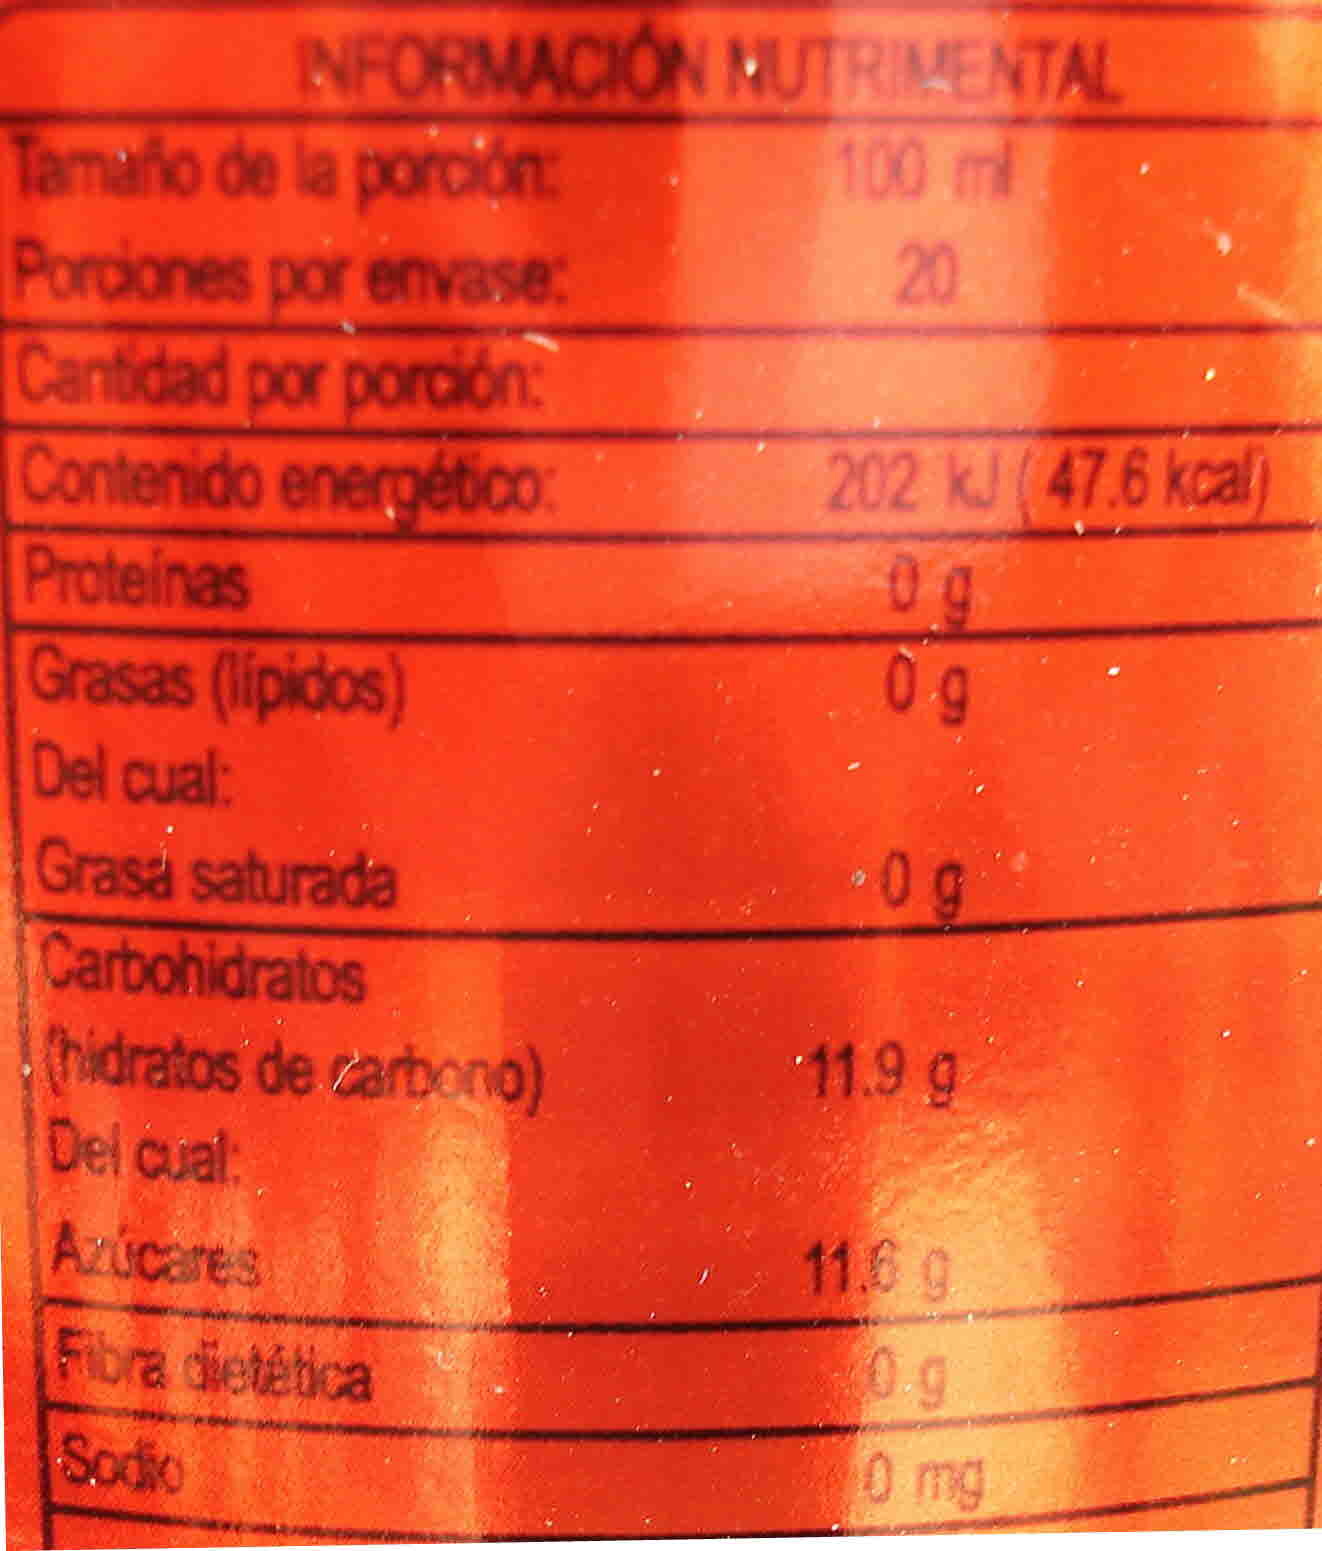 INFORMACIÓN NUTRIMENTAL
Tamaño de la porción: 100 ml
Porciones por envase: 20
Cantidad por porción:
Contenido energético: 202 kJ ( 47.6 kcal)
Proteínas 0 g
Grasas (lípidos) 0 g
Del cual:
Grasa saturada 0 g
Carbohidratos
(hidratos de carbono) 11.9 g
Del cual:
Azúcares 11.6 g
Fibra dietética 0 g
Sodio 0 mg